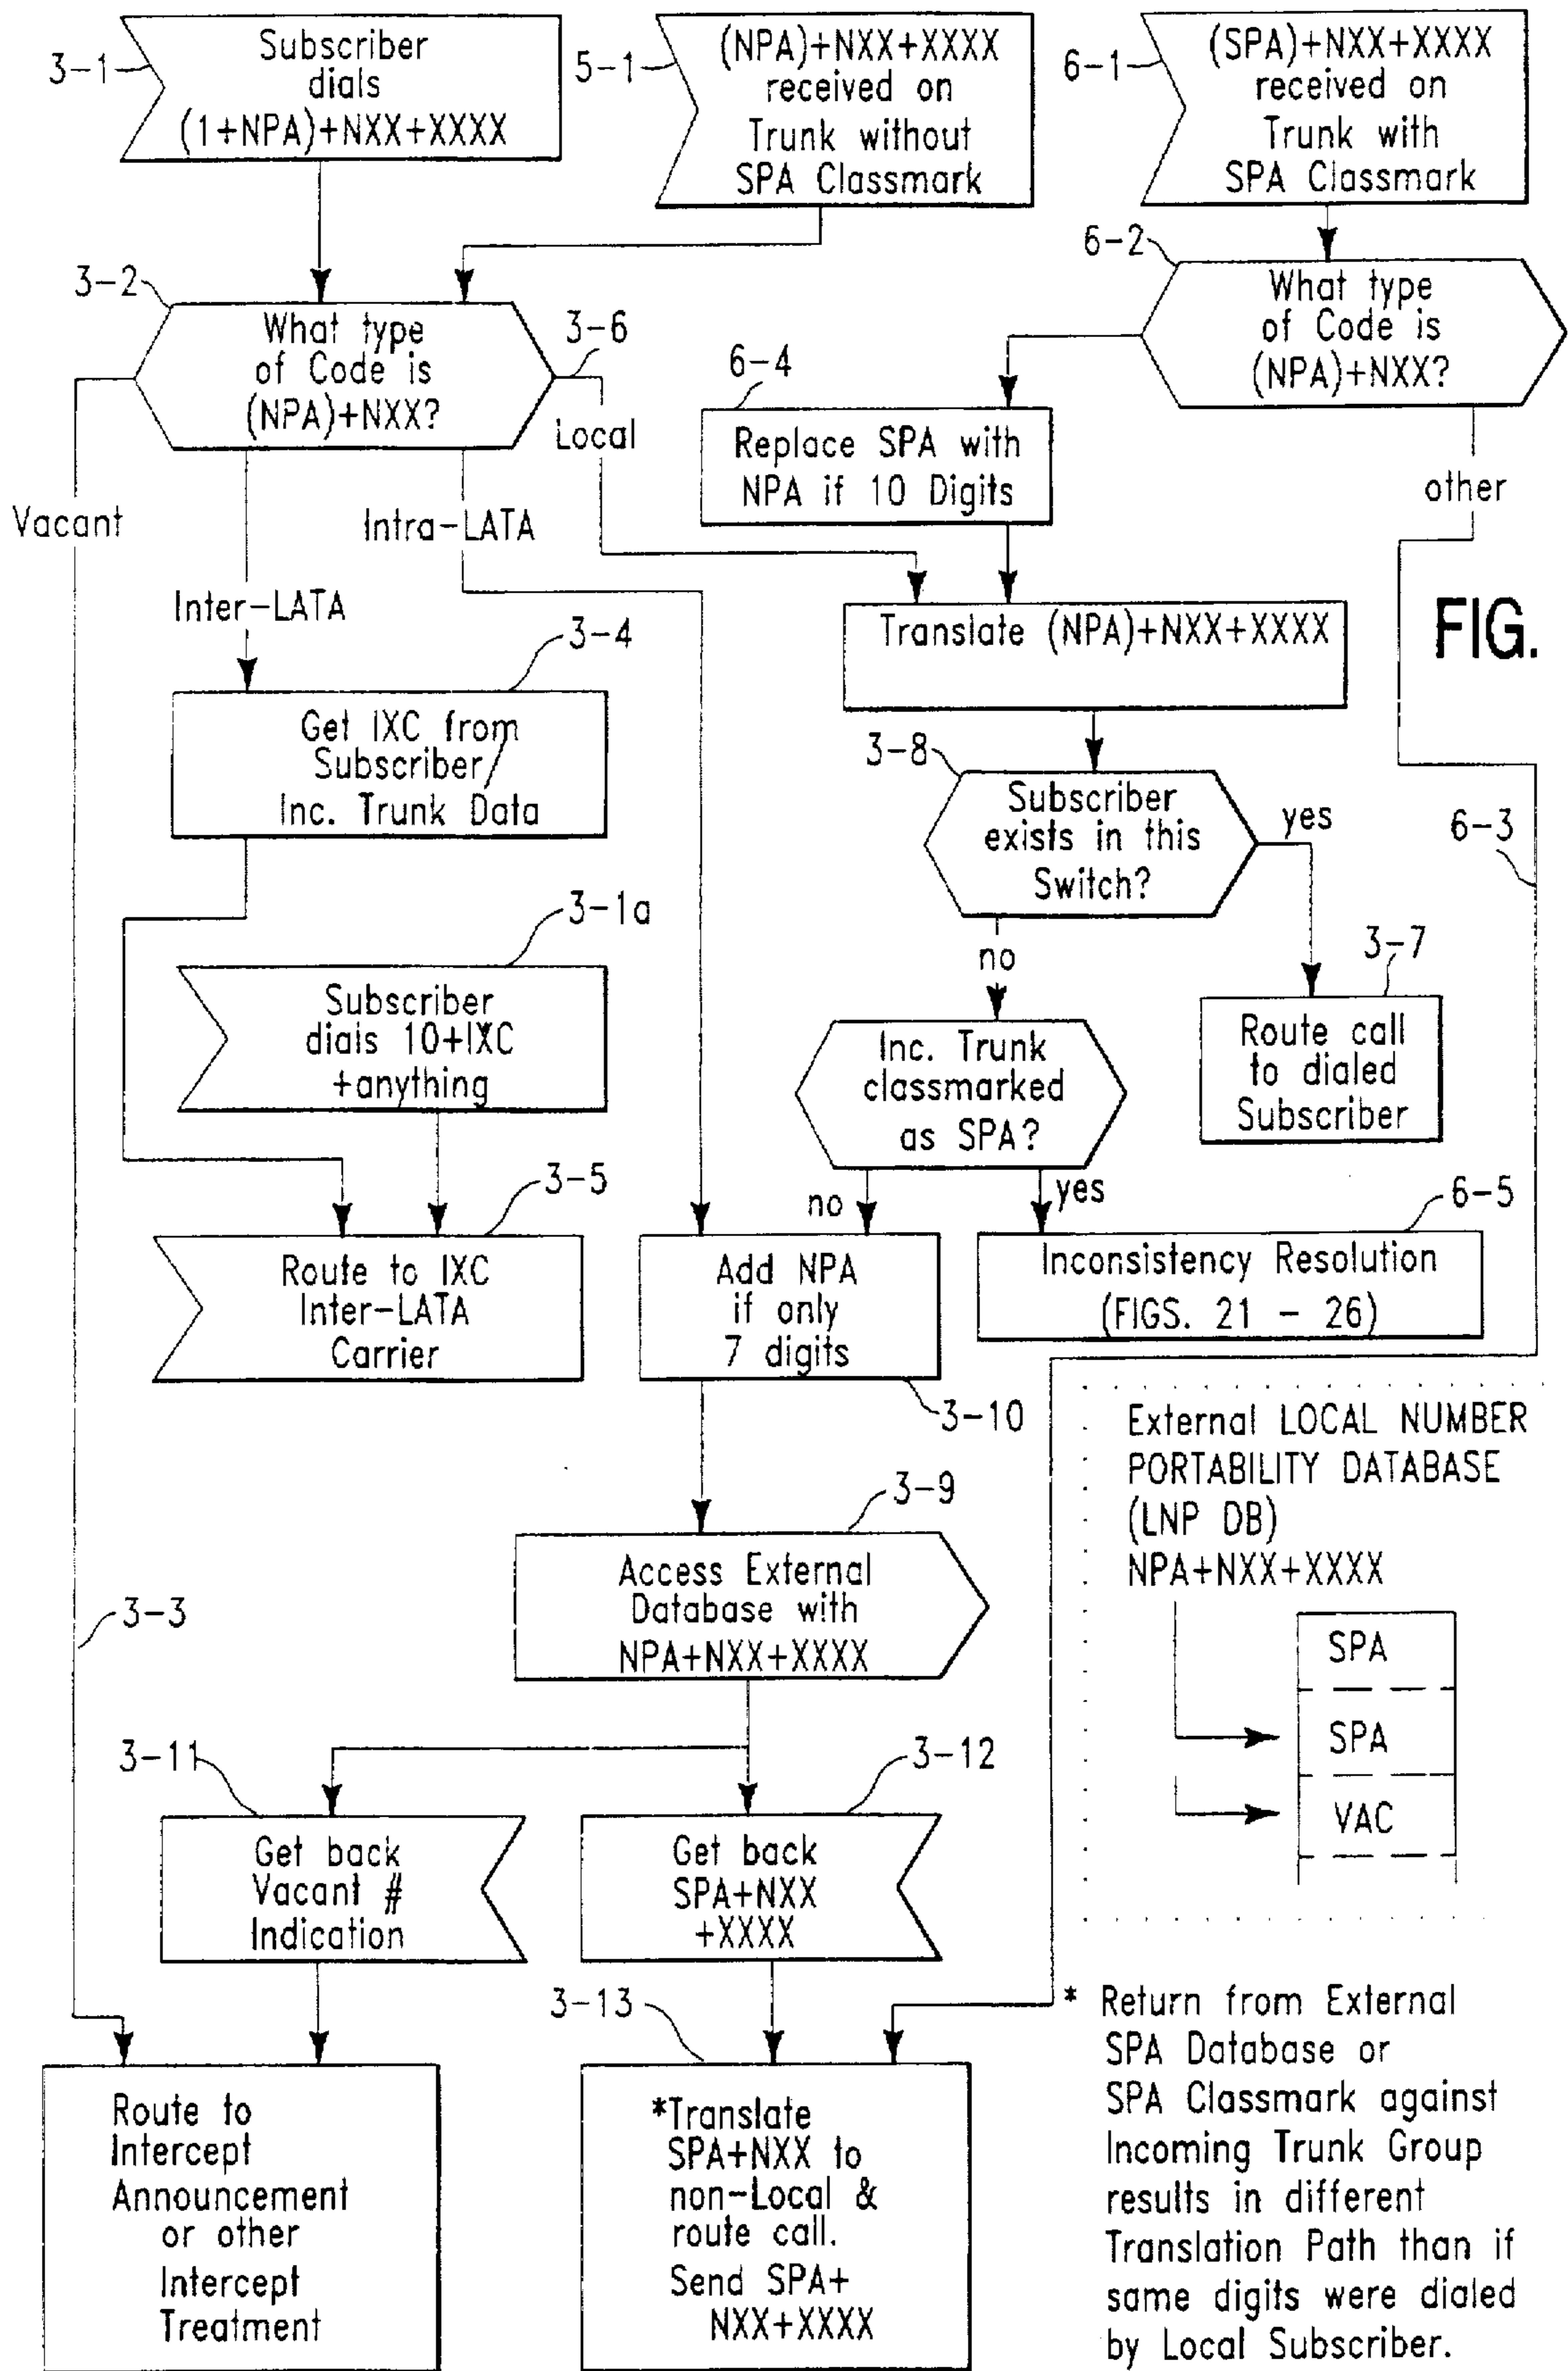 3-1
Subscriber
dials
(1+NPA)+NXX+XXXX
5-1
(NPA)+NXX+XXXX
received on
Trunk without
SPA Classmark
6-1
(SPA)+NXX+XXXX
received on
Trunk with
SPA Classmark
3-2
What type
of Code is
(NPA)+NXX?
3-6
Local
6-2
What type
of Code is
(NPA)+NXX?
6-4
Replace SPA with
NPA if 10 Digits
other
Vacant
Inter-LATA
Intra-LATA
Translate (NPA)+NXX+XXXX
FIG.
3-4
Get IXC from
Subscriber/
Inc. Trunk Data
3-8
Subscriber
exists in this
Switch?
yes
no
6-3
3-7
Route call
to dialed
Subscriber
3-1a
Subscriber
dials 10+IXC
+anything
Inc. Trunk
classmarked
as SPA?
no
yes
3-5
Route to IXC
Inter-LATA
Carrier
Add NPA
if only
7 digits
3-10
6-5
Inconsistency Resolution
(FIGS. 21 - 26)
3-9
Access External
Database with
NPA+NXX+XXXX
3-3
External LOCAL NUMBER
PORTABILITY DATABASE
(LNP DB)
NPA+NXX+XXXX
SPA
SPA
VAC
3-11
Get back
Vacant #
Indication
3-12
Get back
SPA+NXX
+XXXX
Route to
Intercept
Announcement
or other
Intercept
Treatment
3-13
*Translate
SPA+NXX to
non-Local &
route call.
Send SPA+
NXX+XXXX
* Return from External
SPA Database or
SPA Classmark against
Incoming Trunk Group
results in different
Translation Path than if
same digits were dialed
by Local Subscriber.